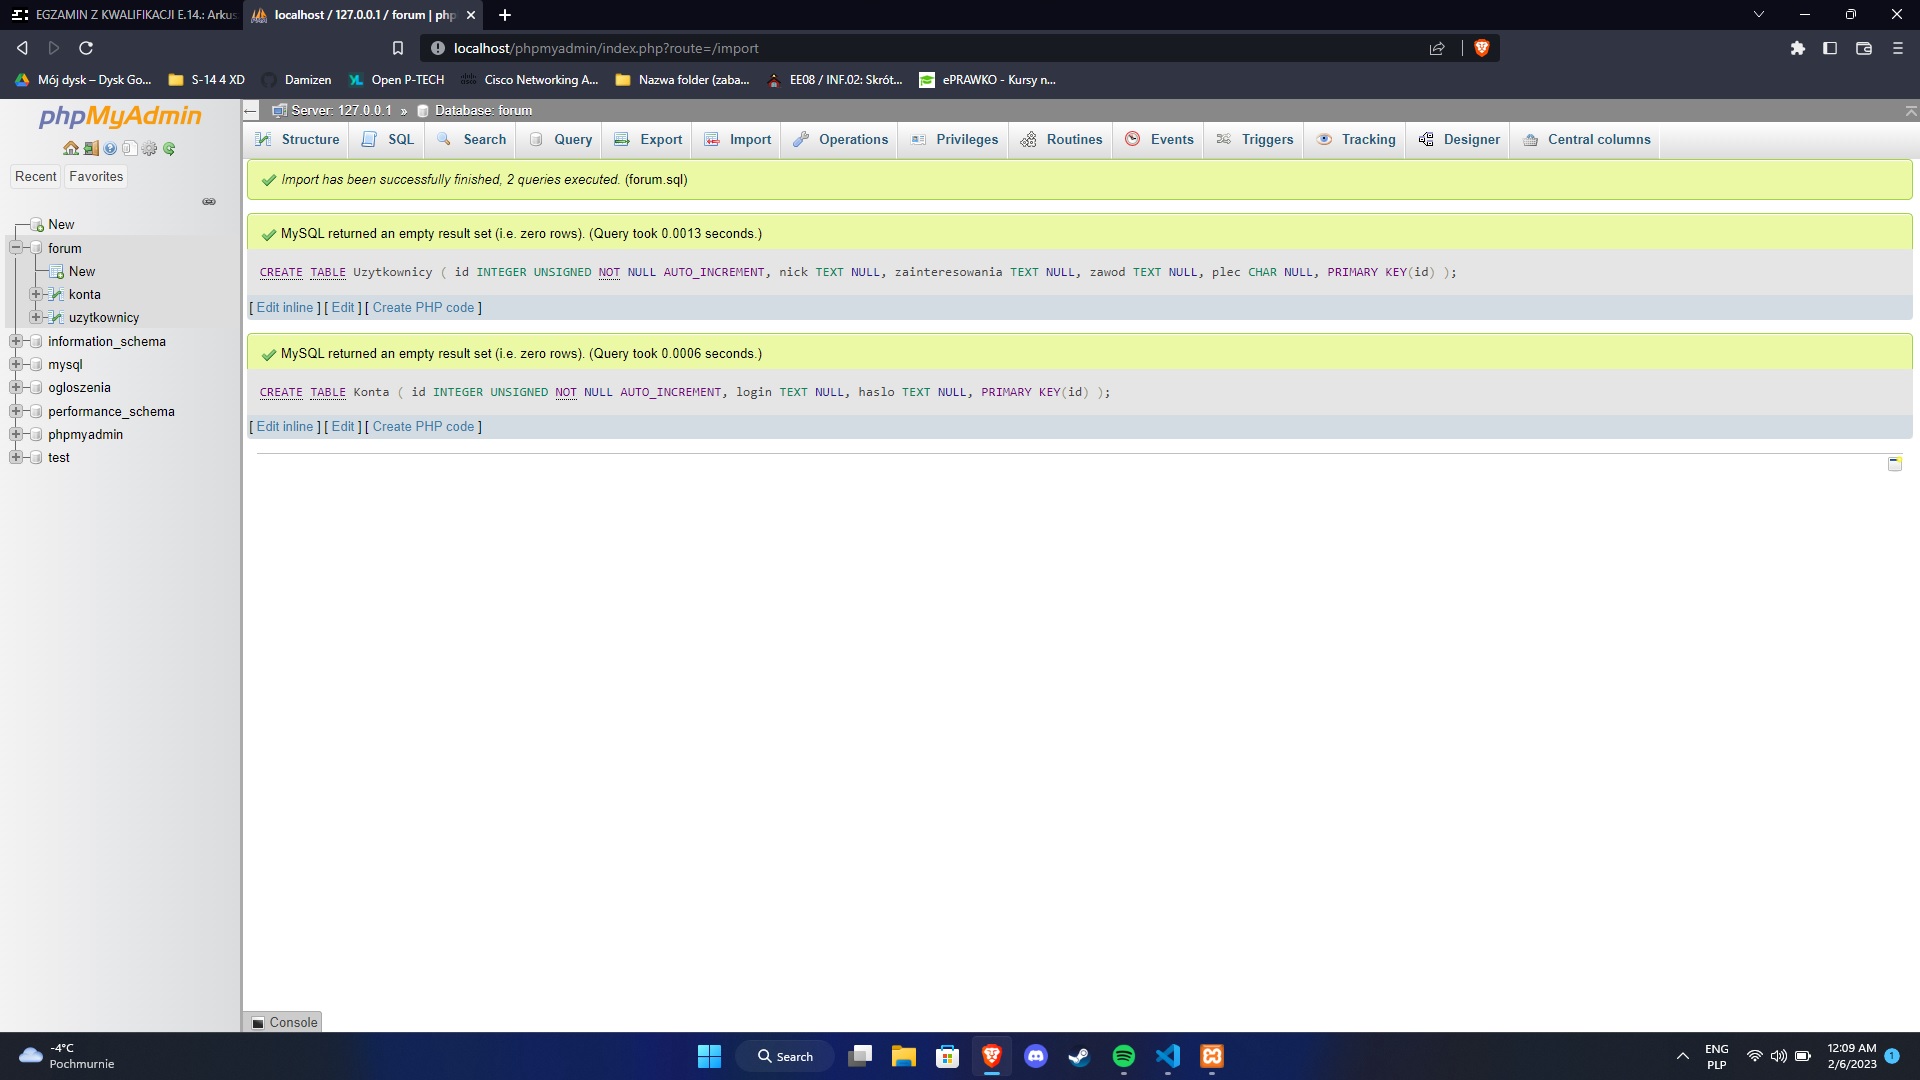 EGZAMIN Z KWALIFIKACJI E.14.: Arkus
localhost / 127.0.0.1 / forum | php
localhost/phpmyadmin/index.php?route=/import
Mój dysk – Dysk Go...
S-14 4 XD
Damizen
Open P-TECH
Cisco Networking A...
Nazwa folder (zaba...
EE08 / INF.02: Skrót...
ePRAWKO - Kursy n...
phpMyAdmin
Recent
Favorites
New
forum
New
konta
uzytkownicy
information_schema
mysql
ogloszenia
performance_schema
phpmyadmin
test
Server: 127.0.0.1 » Database: forum
Structure
SQL
Search
Query
Export
Import
Operations
Privileges
Routines
Events
Triggers
Tracking
Designer
Central columns
Import has been successfully finished, 2 queries executed. (forum.sql)
MySQL returned an empty result set (i.e. zero rows). (Query took 0.0013 seconds.)
CREATE TABLE Uzytkownicy ( id INTEGER UNSIGNED NOT NULL AUTO_INCREMENT, nick TEXT NULL, zainteresowania TEXT NULL, zawod TEXT NULL, plec CHAR NULL, PRIMARY KEY(id) );
[ Edit inline ] [ Edit ] [ Create PHP code ]
MySQL returned an empty result set (i.e. zero rows). (Query took 0.0006 seconds.)
CREATE TABLE Konta ( id INTEGER UNSIGNED NOT NULL AUTO_INCREMENT, login TEXT NULL, haslo TEXT NULL, PRIMARY KEY(id) );
[ Edit inline ] [ Edit ] [ Create PHP code ]
Console
-4°C
Pochmurnie
Search
ENG
PLP
12:09 AM
2/6/2023
1